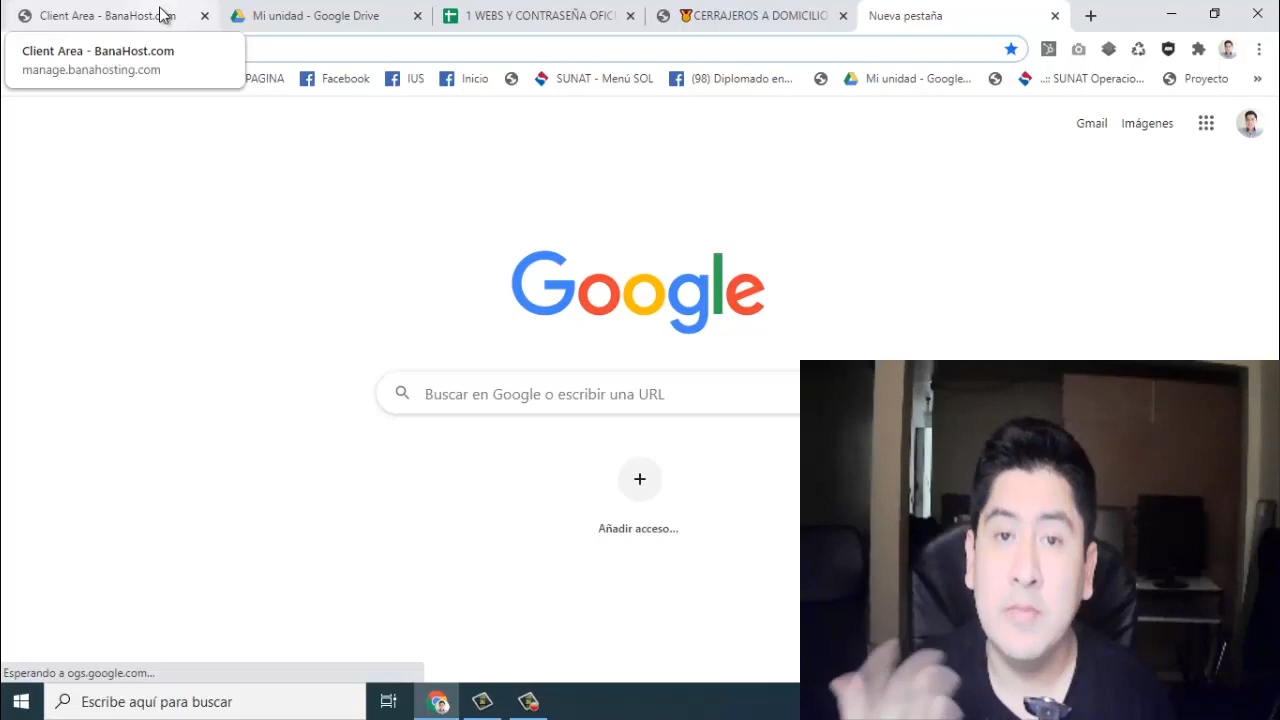 Client Area - BanaHost.com
Mi unidad - Google Drive
1 WEBS Y CONTRASEÑA OFIC
CERRAJEROS A DOMICILIO
Nueva pestaña
Client Area - BanaHost.com
manage.banahosting.com
PAGINA
Facebook
IUS
Inicio
SUNAT - Menú SOL
(98) Diplomado en...
Mi unidad - Google...
..:: SUNAT Operacio...
Proyecto
»
Gmail
Imágenes
Google
Buscar en Google o escribir una URL
Añadir acceso...
Esperando a ogs.google.com...
Escribe aquí para buscar